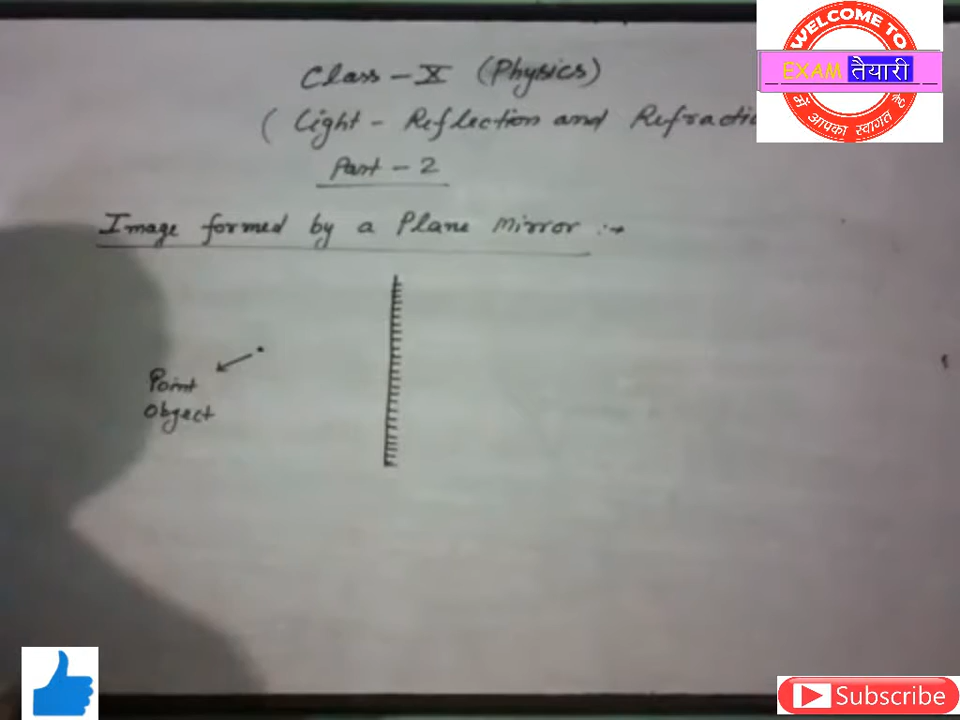 Class - X (Physics)
(Light - Reflection and Refractio
Part - 2
Image formed by a Plane Mirror :→
Point
Object
WELCOME TO
EXAM तैयारी
में आपका स्वागत है
Subscribe